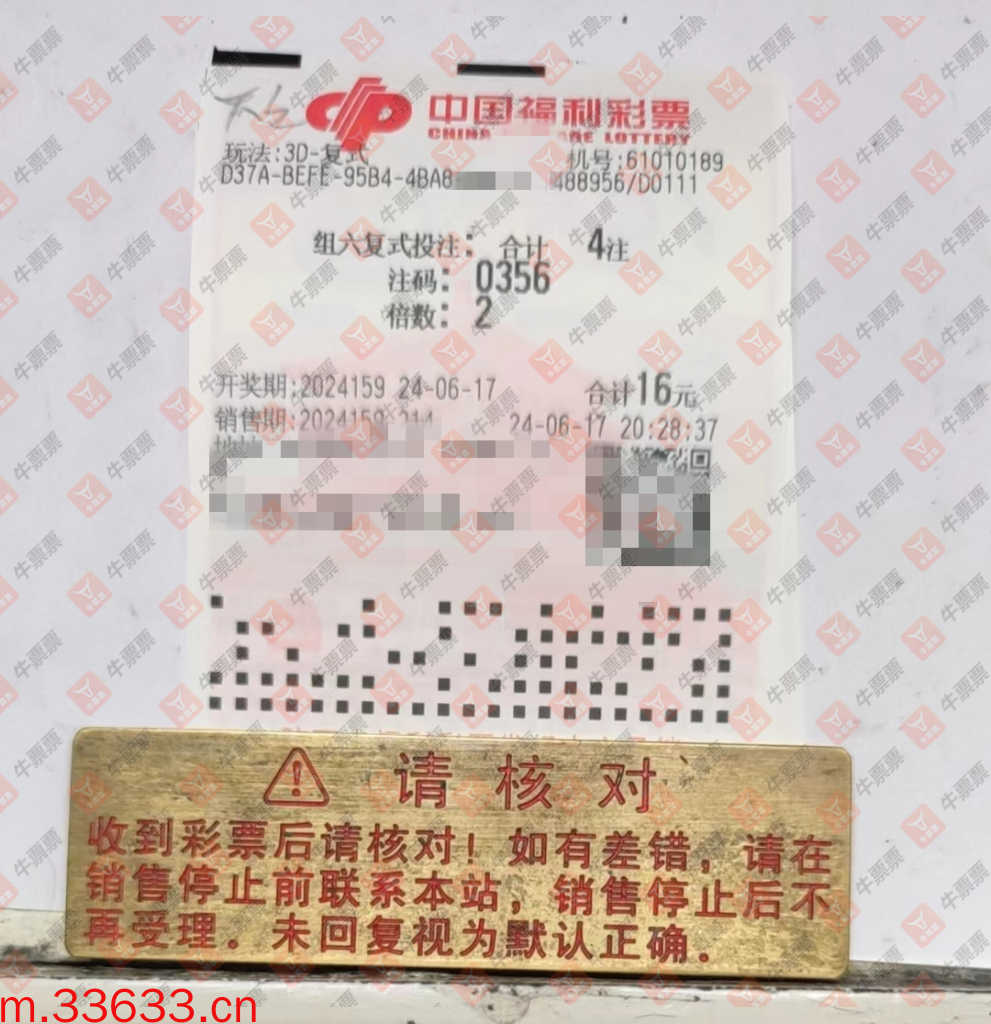 中国福利彩票
CHINA
LOTTERY
玩法:3D-复式 机号:61010189
D37A-BEFE-95B4-4BA8 488956/D0111
组六复式投注: 合计 4注
注码: 0356
倍数: 2
开奖期:2024159 24-06-17 合计16元
销售期:2024159 24-06-17 20:28:37
请核对
收到彩票后请核对!如有差错,请在
销售停止前联系本站,销售停止后不
再受理.未回复视为默认正确.
m.33633.cn
牛票票